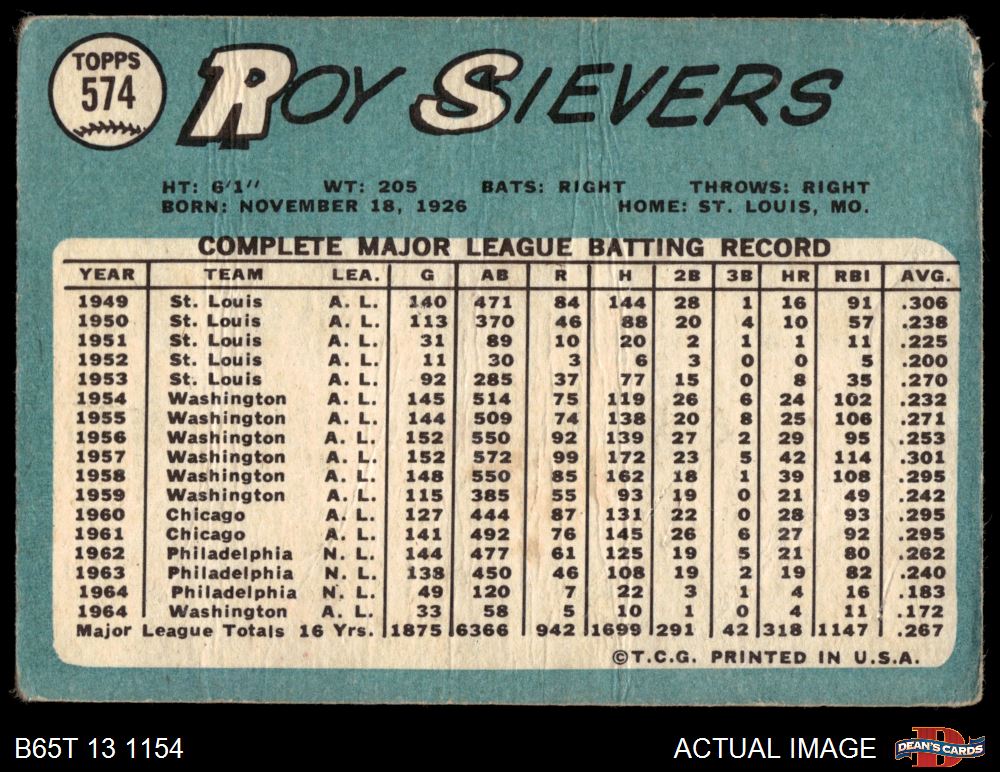 TOPPS
574
ROY SIEVERS
HT: 6'1" WT: 205 BATS: RIGHT THROWS: RIGHT
BORN: NOVEMBER 18, 1926 HOME: ST. LOUIS, MO.
COMPLETE MAJOR LEAGUE BATTING RECORD
YEAR TEAM LEA. G AB R H 2B 3B HR RBI AVG.
1949 St. Louis A. L. 140 471 84 144 28 1 16 91 .306
1950 St. Louis A. L. 113 370 46 88 20 4 10 57 .238
1951 St. Louis A. L. 31 89 10 20 2 1 1 11 .225
1952 St. Louis A. L. 11 30 3 6 3 0 0 5 .200
1953 St. Louis A. L. 92 285 37 77 15 0 8 35 .270
1954 Washington A. L. 145 514 75 119 26 6 24 102 .232
1955 Washington A. L. 144 509 74 138 20 8 25 106 .271
1956 Washington A. L. 152 550 92 139 27 2 29 95 .253
1957 Washington A. L. 152 572 99 172 23 5 42 114 .301
1958 Washington A. L. 148 550 85 162 18 1 39 108 .295
1959 Washington A. L. 115 385 55 93 19 0 21 49 .242
1960 Chicago A. L. 127 444 87 131 22 0 28 93 .295
1961 Chicago A. L. 141 492 76 145 26 6 27 92 .295
1962 Philadelphia N. L. 144 477 61 125 19 5 21 80 .262
1963 Philadelphia N. L. 138 450 46 108 19 2 19 82 .240
1964 Philadelphia N. L. 49 120 7 22 3 1 4 16 .183
1964 Washington A. L. 33 58 5 10 1 0 4 11 .172
Major League Totals 16 Yrs. 1875 6366 942 1699 291 42 318 1147 .267
©T.C.G. PRINTED IN U.S.A.
B65T 13 1154 ACTUAL IMAGE DEAN'S CARDS